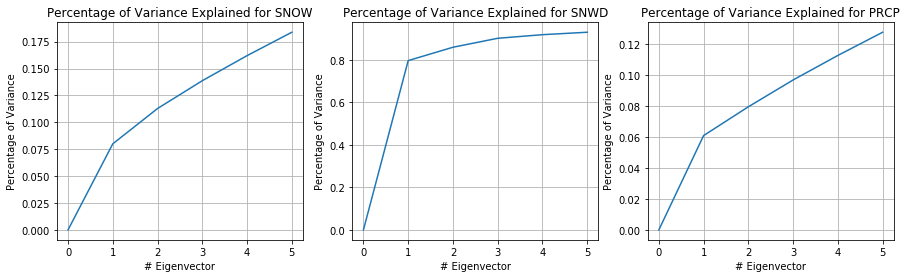 Percentage of Variance Explained for SNOW
Percentage of Variance
0.175
0.150
0.125
0.100
0.075
0.050
0.025
0.000
0 1 2 3 4 5
# Eigenvector
Percentage of Variance Explained for SNWD
Percentage of Variance
0.8
0.6
0.4
0.2
0.0
0 1 2 3 4 5
# Eigenvector
Percentage of Variance Explained for PRCP
Percentage of Variance
0.12
0.10
0.08
0.06
0.04
0.02
0.00
0 1 2 3 4 5
# Eigenvector